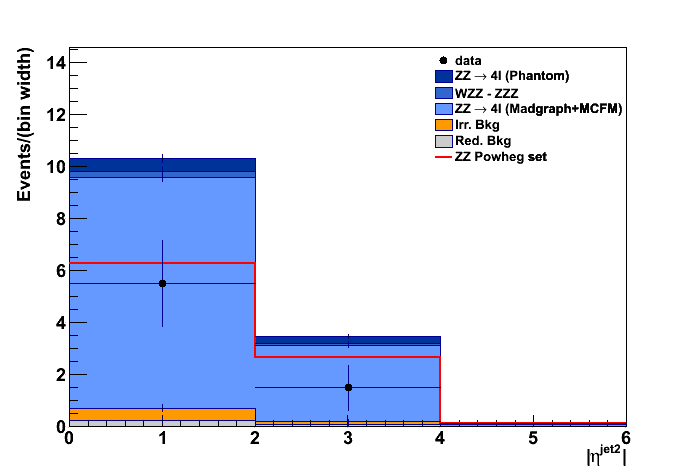 Events/(bin width)
14
12
10
8
6
4
2
0
data
ZZ → 4l (Phantom)
WZZ - ZZZ
ZZ → 4l (Madgraph+MCFM)
Irr. Bkg
Red. Bkg
ZZ Powheg set
0 1 2 3 4 5 6
|η^jet2|